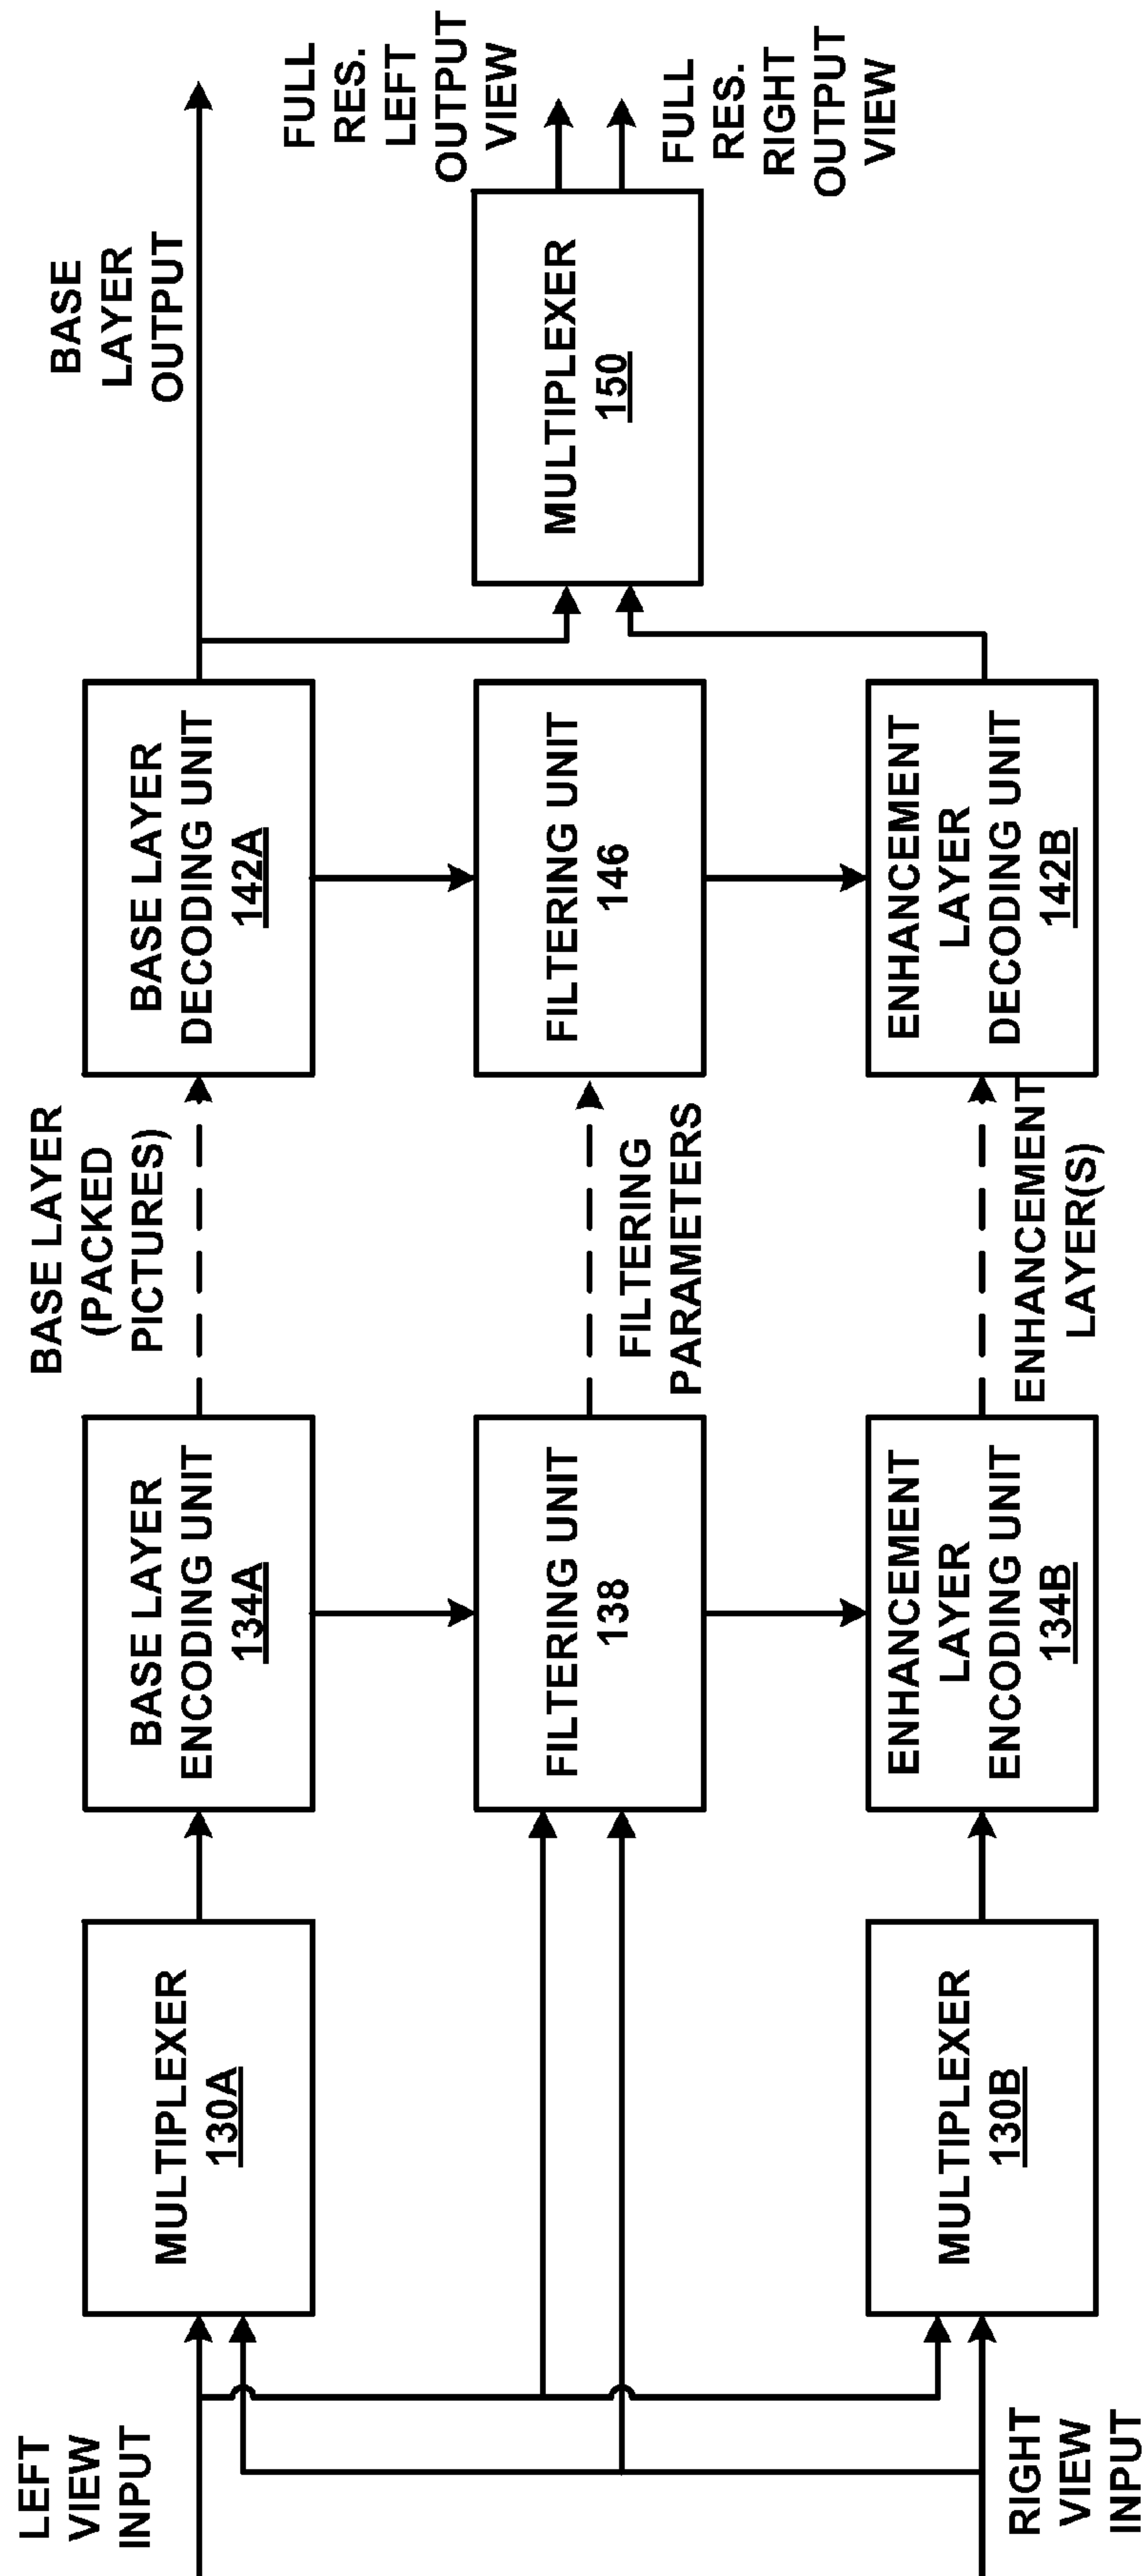 LEFT
VIEW
INPUT
RIGHT
VIEW
INPUT
MULTIPLEXER
130A
MULTIPLEXER
130B
BASE LAYER
ENCODING UNIT
134A
FILTERING UNIT
138
ENHANCEMENT
LAYER
ENCODING UNIT
134B
BASE LAYER
(PACKED
PICTURES)
FILTERING
PARAMETERS
ENHANCEMENT
LAYER(S)
BASE LAYER
DECODING UNIT
142A
FILTERING UNIT
146
ENHANCEMENT
LAYER
DECODING UNIT
142B
BASE
LAYER
OUTPUT
MULTIPLEXER
150
FULL
RES.
LEFT
OUTPUT
VIEW
FULL
RES.
RIGHT
OUTPUT
VIEW